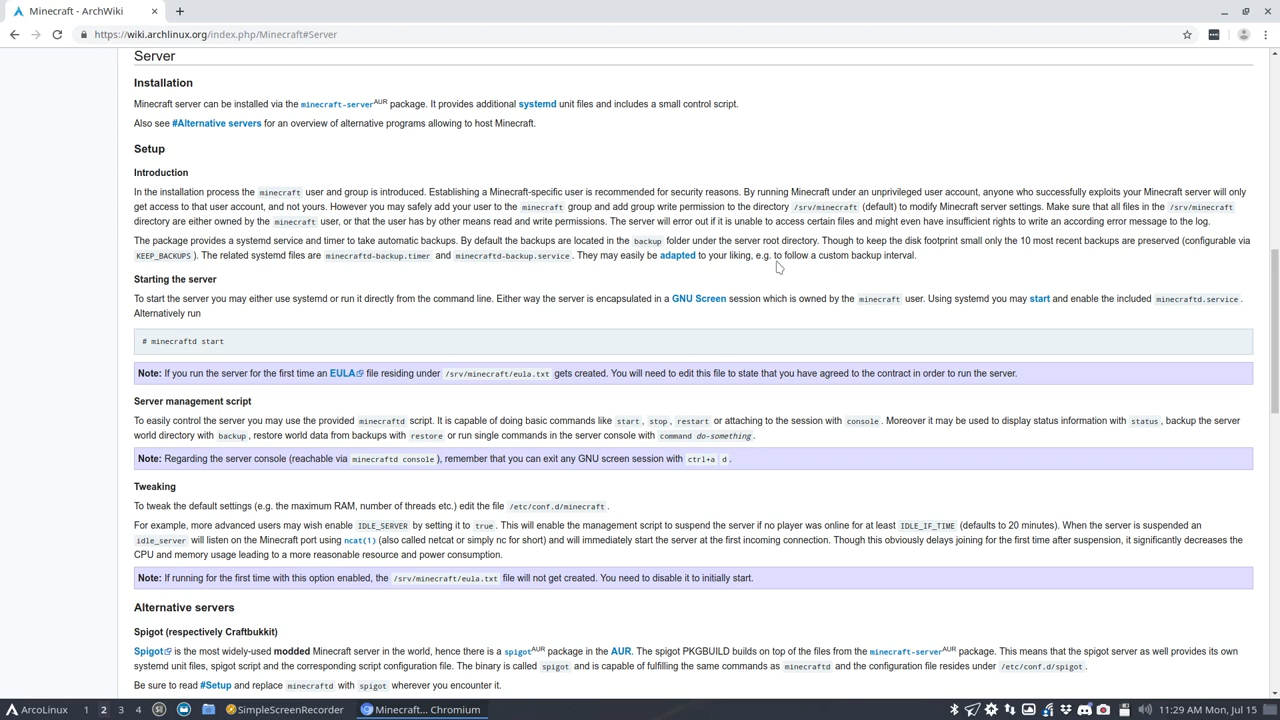 Minecraft - ArchWiki
https://wiki.archlinux.org/index.php/Minecraft#Server
Server
Installation
Minecraft server can be installed via the minecraft-serverAUR package. It provides additional systemd unit files and includes a small control script.
Also see #Alternative servers for an overview of alternative programs allowing to host Minecraft.
Setup
Introduction
In the installation process the minecraft user and group is introduced. Establishing a Minecraft-specific user is recommended for security reasons. By running Minecraft under an unprivileged user account, anyone who successfully exploits your Minecraft server will only
get access to that user account, and not yours. However you may safely add your user to the minecraft group and add group write permission to the directory /srv/minecraft (default) to modify Minecraft server settings. Make sure that all files in the /srv/minecraft
directory are either owned by the minecraft user, or that the user has by other means read and write permissions. The server will error out if it is unable to access certain files and might even have insufficient rights to write an according error message to the log.
The package provides a systemd service and timer to take automatic backups. By default the backups are located in the backup folder under the server root directory. Though to keep the disk footprint small only the 10 most recent backups are preserved (configurable via
KEEP_BACKUPS). The related systemd files are minecraftd-backup.timer and minecraftd-backup.service. They may easily be adapted to your liking, e.g. to follow a custom backup interval.
Starting the server
To start the server you may either use systemd or run it directly from the command line. Either way the server is encapsulated in a GNU Screen session which is owned by the minecraft user. Using systemd you may start and enable the included minecraftd.service.
Alternatively run
# minecraftd start
Note: If you run the server for the first time an EULA file residing under /srv/minecraft/eula.txt gets created. You will need to edit this file to state that you have agreed to the contract in order to run the server.
Server management script
To easily control the server you may use the provided minecraftd script. It is capable of doing basic commands like start, stop, restart or attaching to the session with console. Moreover it may be used to display status information with status, backup the server
world directory with backup, restore world data from backups with restore or run single commands in the server console with command do-something.
Note: Regarding the server console (reachable via minecraftd console), remember that you can exit any GNU screen session with ctrl+a d.
Tweaking
To tweak the default settings (e.g. the maximum RAM, number of threads etc.) edit the file /etc/conf.d/minecraft.
For example, more advanced users may wish enable IDLE_SERVER by setting it to true. This will enable the management script to suspend the server if no player was online for at least IDLE_IF_TIME (defaults to 20 minutes). When the server is suspended an
idle_server will listen on the Minecraft port using ncat(1) (also called netcat or simply nc for short) and will immediately start the server at the first incoming connection. Though this obviously delays joining for the first time after suspension, it significantly decreases the
CPU and memory usage leading to a more reasonable resource and power consumption.
Note: If running for the first time with this option enabled, the /srv/minecraft/eula.txt file will not get created. You need to disable it to initially start.
Alternative servers
Spigot (respectively Craftbukkit)
Spigot is the most widely-used modded Minecraft server in the world, hence there is a spigotAUR package in the AUR. The spigot PKGBUILD builds on top of the files from the minecraft-serverAUR package. This means that the spigot server as well provides its own
systemd unit files, spigot script and the corresponding script configuration file. The binary is called spigot and is capable of fulfilling the same commands as minecraftd and the configuration file resides under /etc/conf.d/spigot.
Be sure to read #Setup and replace minecraftd with spigot wherever you encounter it.
ArcoLinux 1 2 3 4 SimpleScreenRecorder Minecraft... Chromium 11:29 AM Mon, Jul 15